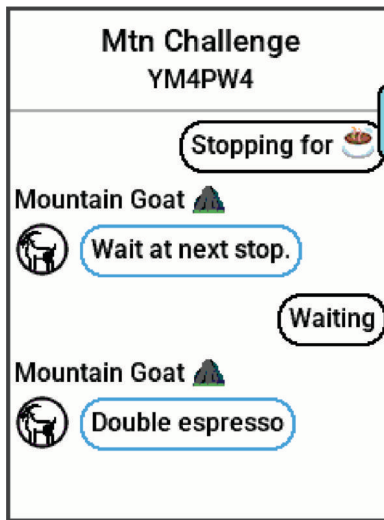 Mtn Challenge
YM4PW4
Stopping for ☕
Mountain Goat ⛰
Wait at next stop.
Waiting
Mountain Goat ⛰
Double espresso